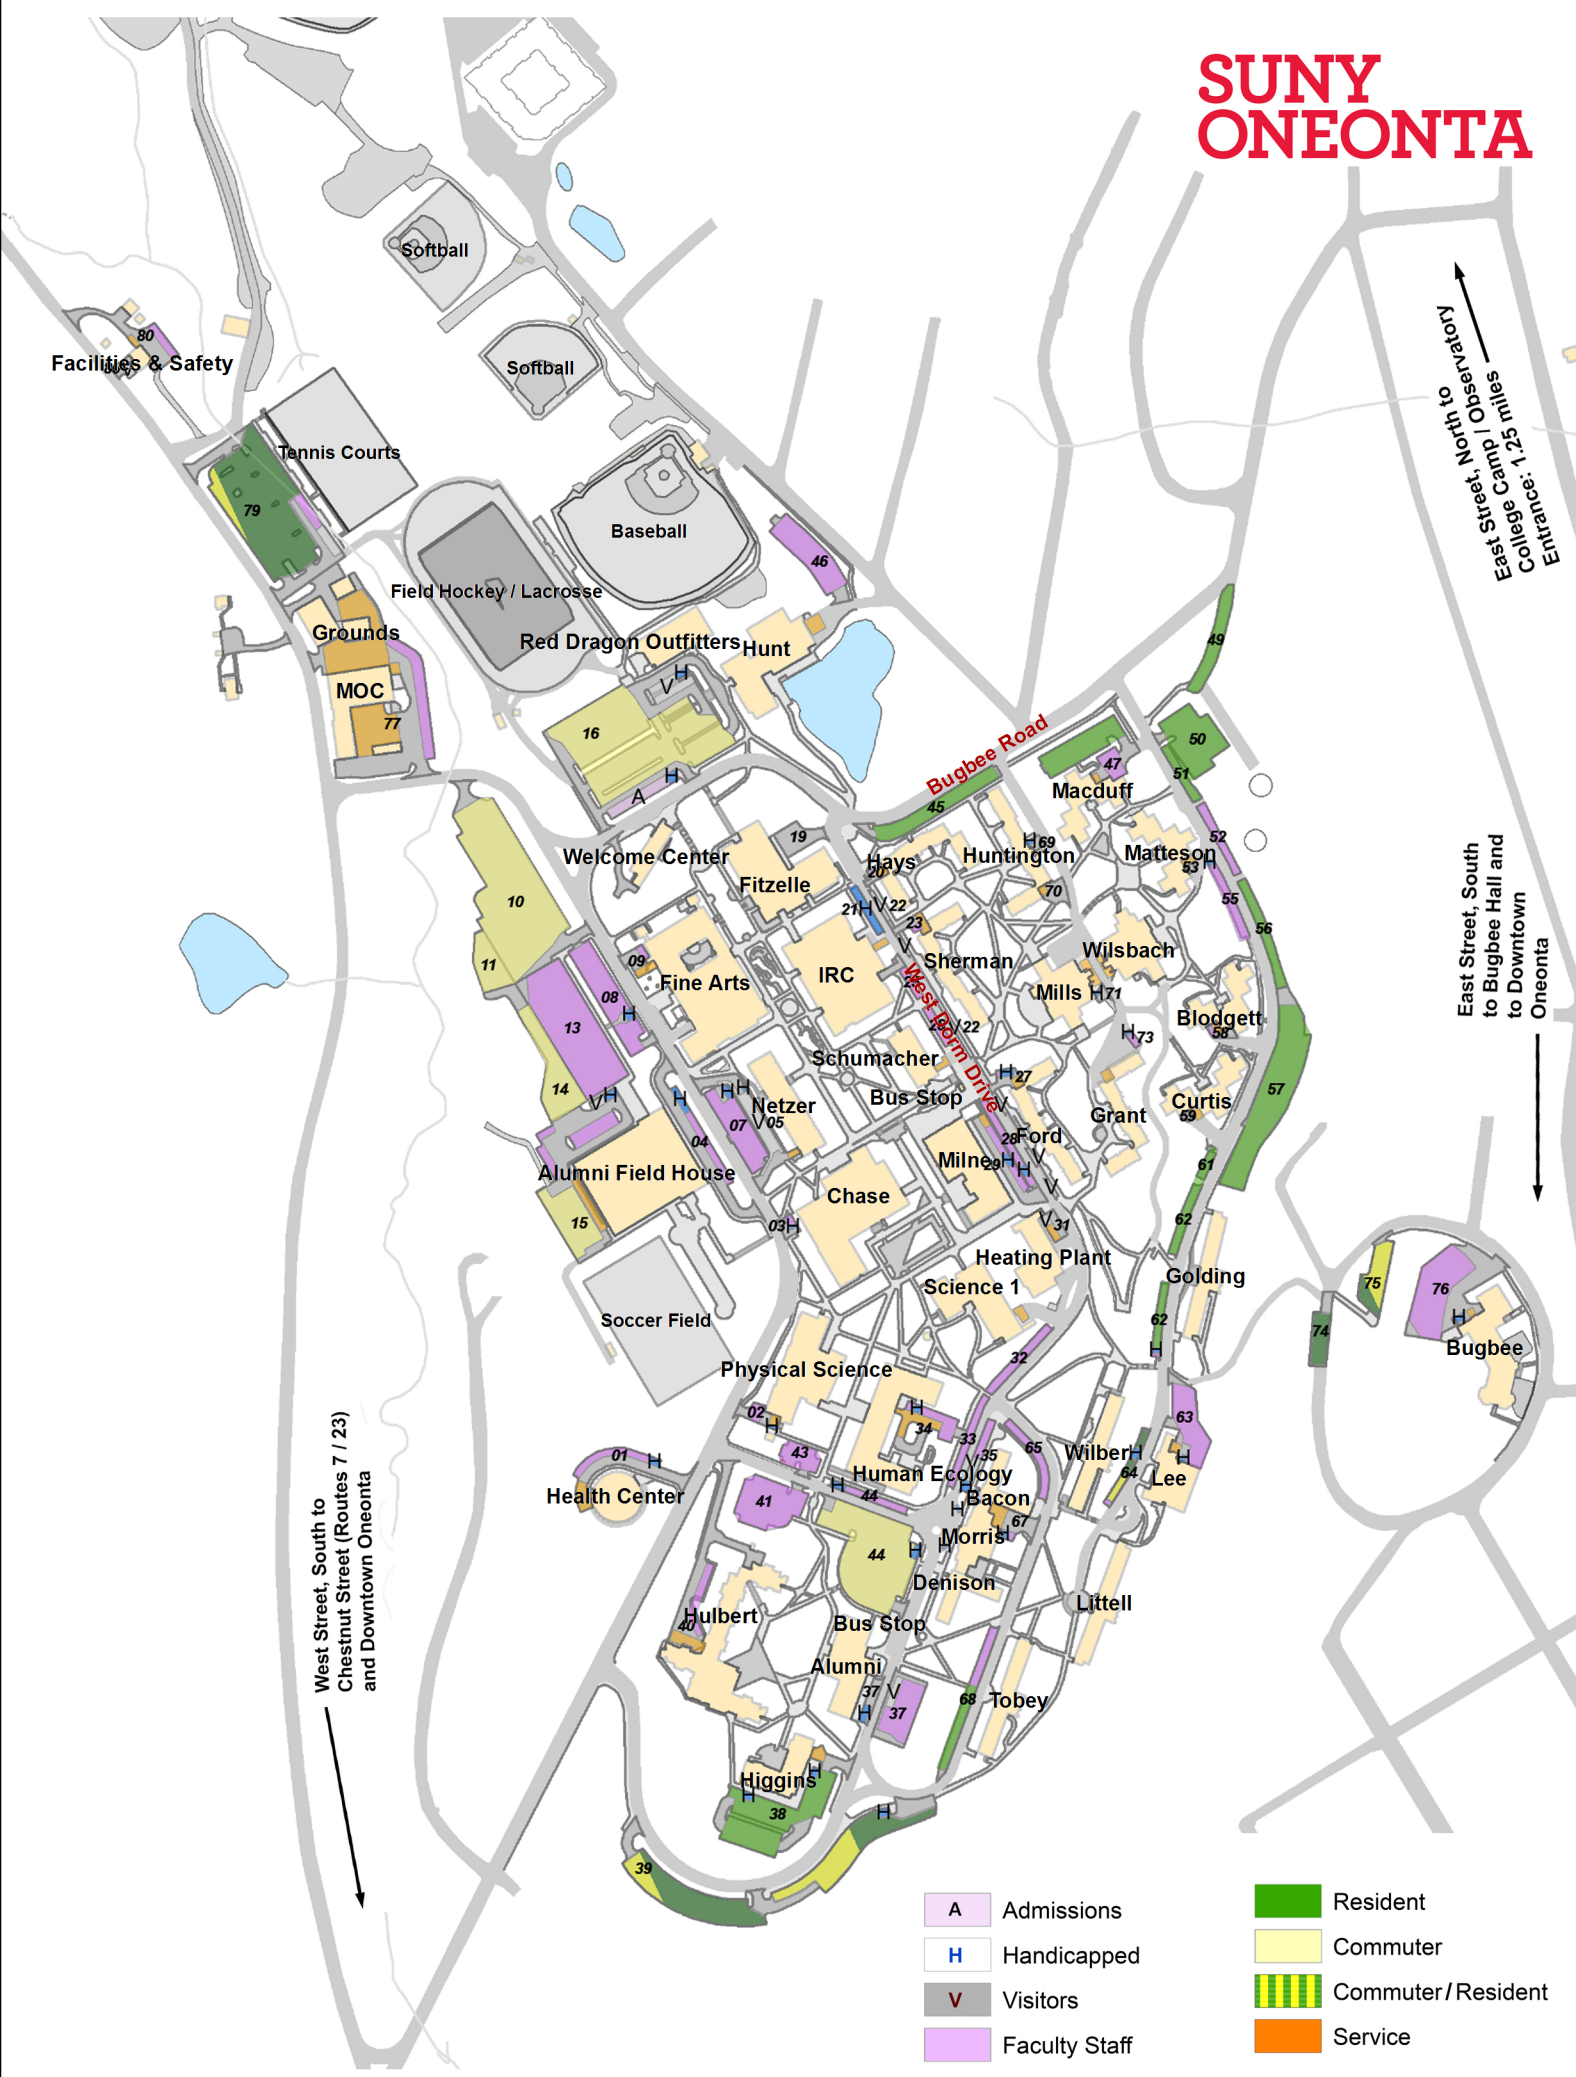 SUNY
ONEONTA
Softball
80
Facilities & Safety
Softball
East Street, North to
College Camp / Observatory
Entrance: 1.25 miles
Tennis Courts
79
Baseball
46
Field Hockey / Lacrosse
Grounds
Red Dragon Outfitters
Hunt
49
H
V
MOC
77
16
Bugbee Road
50
47
51
H
A
Macduff
45
19
52
H 69
Welcome Center
Hays
Huntington
Matteson
20
53 H
Fitzelle
70
55
10
21 H V 22
23
56
V
11
09
Fine Arts
IRC
Sherman
Wilsbach
08
Mills H 71
13
H
West Dorm Drive
V/22
Blodgett
58
H 73
Schumacher
H 27
14
V H
H
H H
Netzer
V 05
Bus Stop
V
57
Curtis
59
Grant
07
04
28
Ford
Alumni Field House
Milne
29 H
H
V
61
East Street, South
to Bugbee Hall and
to Downtown
Oneonta
Chase
V
15
03 H
V 31
62
Heating Plant
Science 1
Golding
75
76
H
Soccer Field
62
74
Bugbee
H
32
Physical Science
02
H
H
34
33
63
43
V 35
65
Wilber H
H
01 H
64
Lee
Health Center
Human Ecology
H
44
H
Bacon
H
41
67
Morris H
H
44
H
Denison
Littell
Hulbert
40
Bus Stop
Alumni
37 V
H
37
68
Tobey
West Street, South to
Chestnut Street (Routes 7 / 23)
and Downtown Oneonta
Higgins
H
H
38
H
39
A Admissions
H Handicapped
V Visitors
Faculty Staff
Resident
Commuter
Commuter / Resident
Service